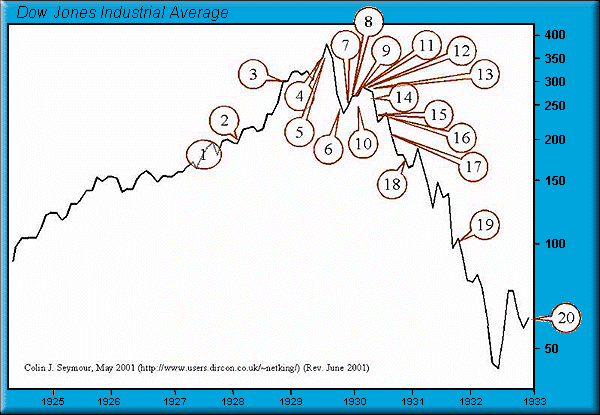 Dow Jones Industrial Average
8
7 9 11 12
3 13
4 14
2 5 15
1 6 10 16
17
18
19
20
400
350
300
250
200
150
100
50
Colin J. Seymour, May 2001 (http://www.users.dircon.co.uk/~netking/) (Rev. June 2001)
1925 1926 1927 1928 1929 1930 1931 1932 1933